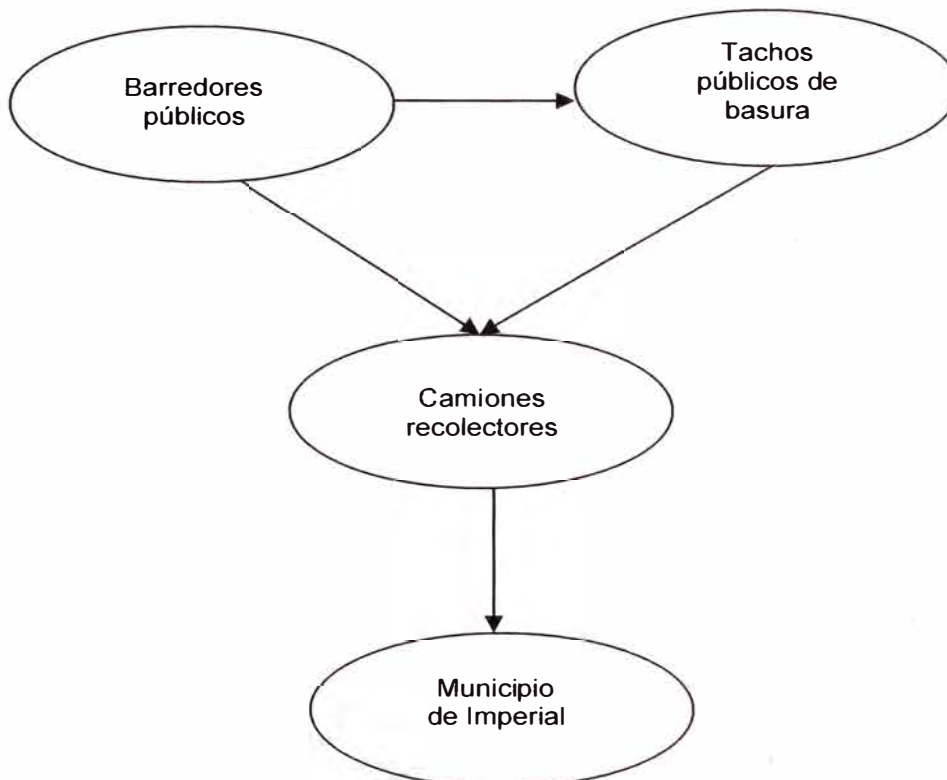 Barredores
públicos
Tachos
públicos de
basura
Camiones
recolectores
Municipio
de Imperial